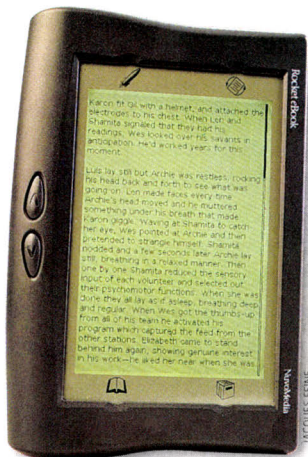 Rocket eBook
Karon fit Gil with a helmet, and attached the
electrodes to his chest. When Lon and
Shamita signaled that they had his
readings, Wes looked over his savants in
anticipation. He'd worked years for this
moment.
Luis lay still but Archie was restless, rocking
his head back and forth to see what was
going on. Lon made faces every time
Archie's head moved and he muttered
something under his breath that made
Karon giggle. Waving at Shamita to catch
her eye, Wes pointed at Archie and then
pretended to strangle himself. Shamita
nodded and a few seconds later Archie lay
still, breathing in a relaxed manner. Then
one by one Shamita reduced the sensory
input of each volunteer and selected out
their psychomotor functions. When she was
done they all lay as if asleep, breathing deep
and regular. When Wes got the thumbs-up
from all of his team he activated his
program which captured the feed from the
other stations. Elizabeth came to stand
behind him again, showing genuine interest
in his work—he liked her near when she was
NuvoMedia